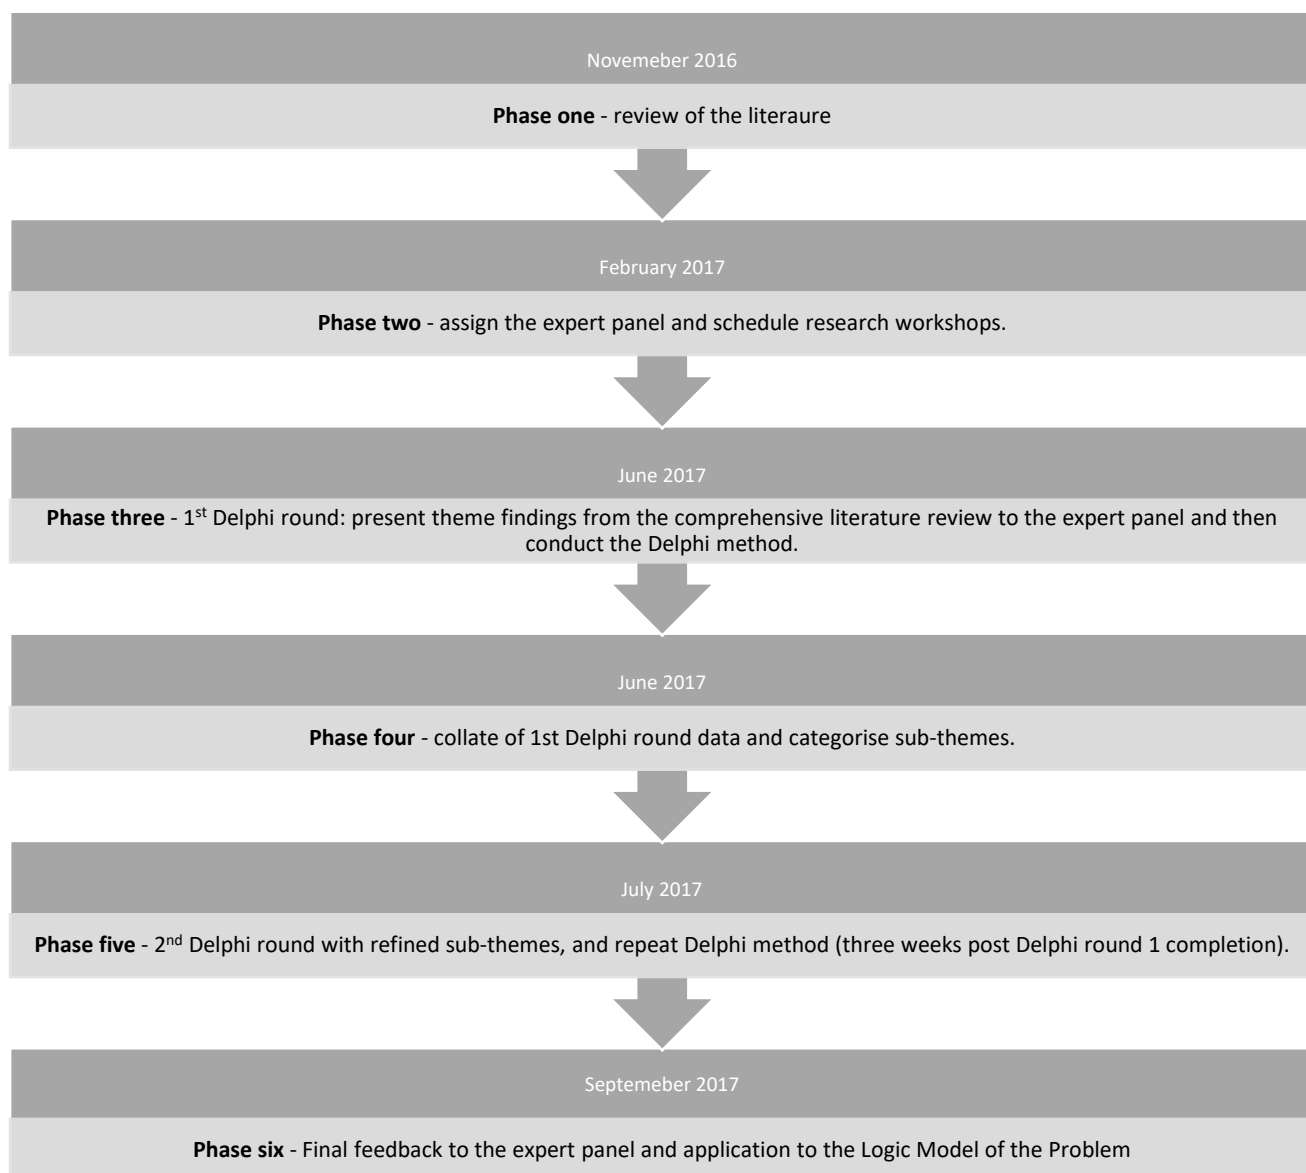 Novemeber 2016
Phase one - review of the literaure
February 2017
Phase two - assign the expert panel and schedule research workshops.
June 2017
Phase three - 1st Delphi round: present theme findings from the comprehensive literature review to the expert panel and then
conduct the Delphi method.
June 2017
Phase four - collate of 1st Delphi round data and categorise sub-themes.
July 2017
Phase five - 2nd Delphi round with refined sub-themes, and repeat Delphi method (three weeks post Delphi round 1 completion).
Septemeber 2017
Phase six - Final feedback to the expert panel and application to the Logic Model of the Problem